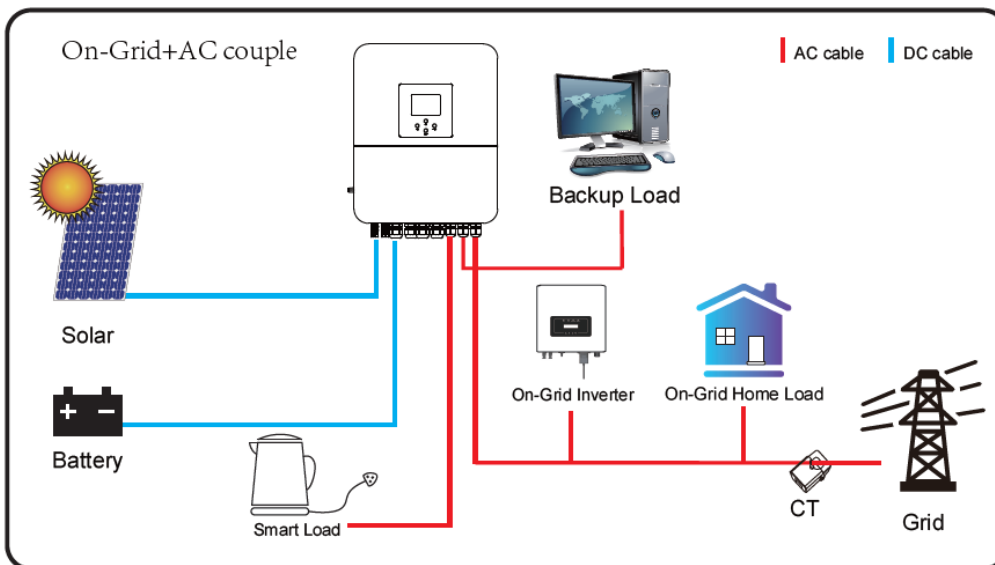 On-Grid+AC couple
AC cable
DC cable
Backup Load
Solar
On-Grid Inverter
On-Grid Home Load
Battery
Smart Load
CT
Grid